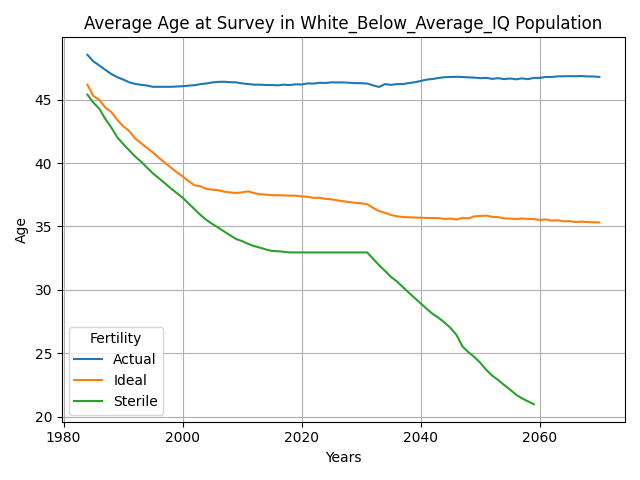 Average Age at Survey in White_Below_Average_IQ Population
Age
45
40
35
30
25
20
Fertility
Actual
Ideal
Sterile
1980
2000
2020
2040
2060
Years